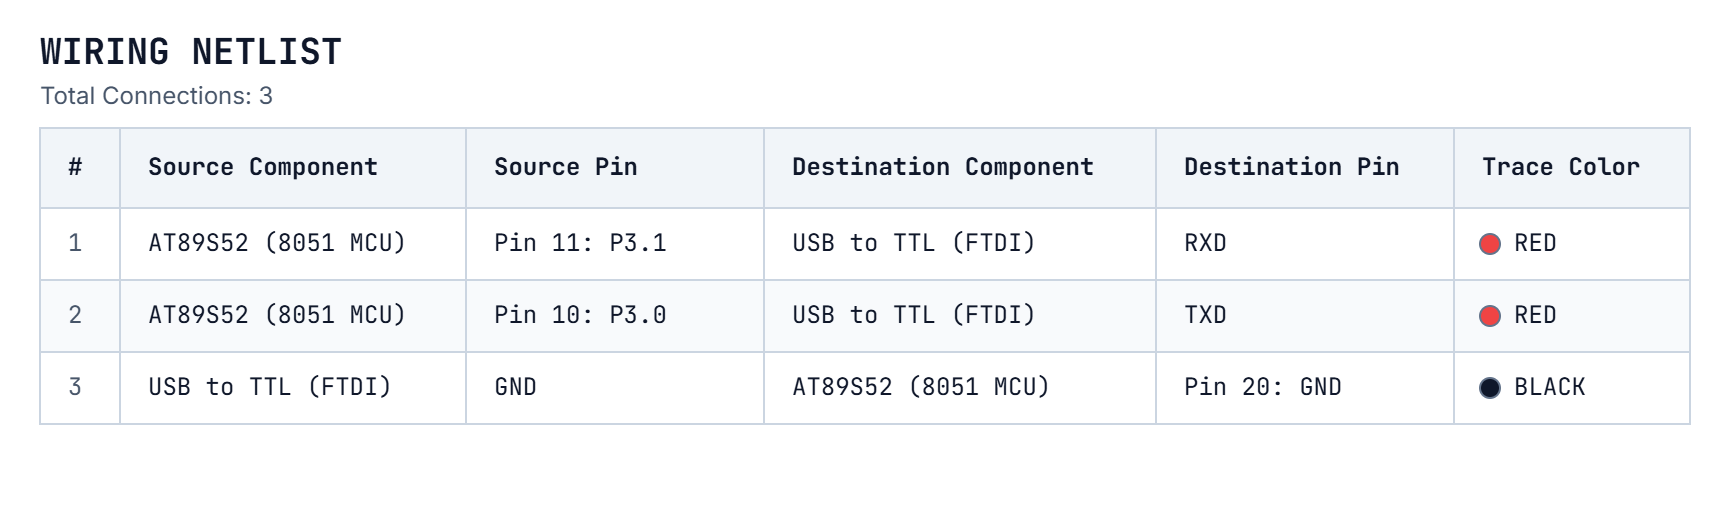 WIRING NETLIST
Total Connections: 3
# Source Component Source Pin Destination Component Destination Pin Trace Color
1 AT89S52 (8051 MCU) Pin 11: P3.1 USB to TTL (FTDI) RXD RED
2 AT89S52 (8051 MCU) Pin 10: P3.0 USB to TTL (FTDI) TXD RED
3 USB to TTL (FTDI) GND AT89S52 (8051 MCU) Pin 20: GND BLACK